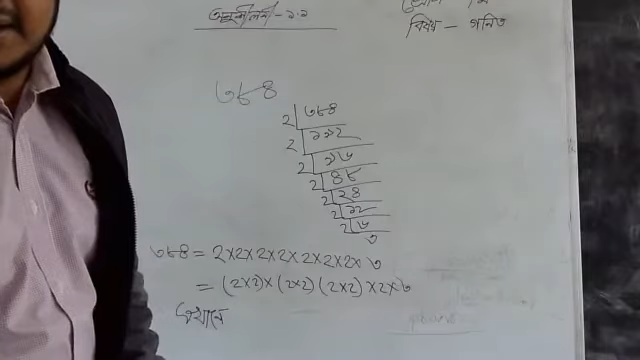 অনুশীলনী - ১.১
বিষয় - গনিত
৩৮৪
২ ৩৮৪
২ ১৯২
২ ৯৬
২ ৪৮
২ ২৪
২ ১২
২ ৬
৩
৩৮৪ = ২×২×২×২×২×২×২×৩
= (২×২)×(২×২)(২×২)×২×৩
এখানে